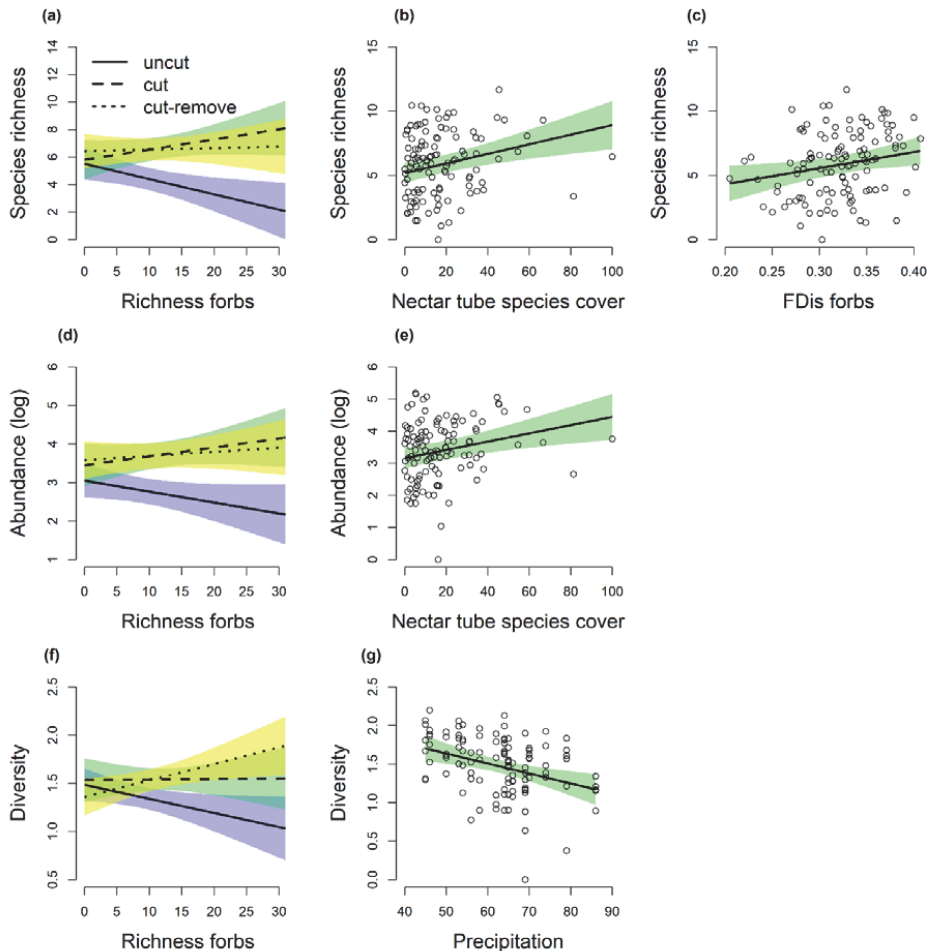 (a)
Species richness
0 2 4 6 8 10 12 14
uncut
cut
cut-remove
0 5 10 15 20 25 30
Richness forbs
(b)
Species richness
0 5 10 15
0 20 40 60 80 100
Nectar tube species cover
(c)
Species richness
0 5 10 15
0.20 0.25 0.30 0.35 0.40
FDis forbs
(d)
Abundance (log)
1 2 3 4 5 6
0 5 10 15 20 25 30
Richness forbs
(e)
Abundance (log)
0 1 2 3 4 5 6
0 20 40 60 80 100
Nectar tube species cover
(f)
Diversity
0.5 1.0 1.5 2.0 2.5
0 5 10 15 20 25 30
Richness forbs
(g)
Diversity
0.0 0.5 1.0 1.5 2.0 2.5
40 50 60 70 80 90
Precipitation